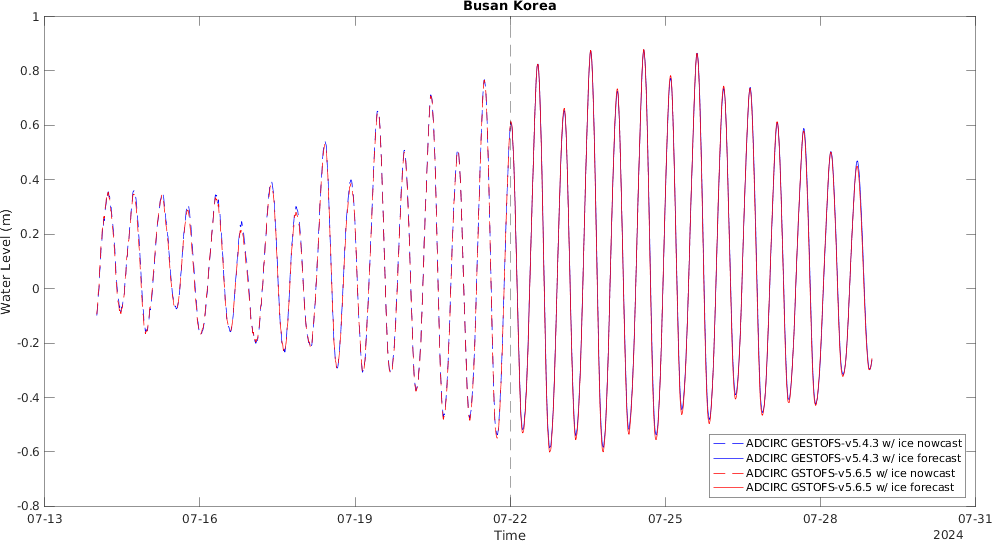 Busan Korea
1
0.8
0.6
0.4
0.2
0
-0.2
-0.4
-0.6
-0.8
Water Level (m)
ADCIRC GESTOFS-v5.4.3 w/ ice nowcast
ADCIRC GESTOFS-v5.4.3 w/ ice forecast
ADCIRC GSTOFS-v5.6.5 w/ ice nowcast
ADCIRC GSTOFS-v5.6.5 w/ ice forecast
07-13 07-16 07-19 07-22 07-25 07-28 07-31
Time
2024